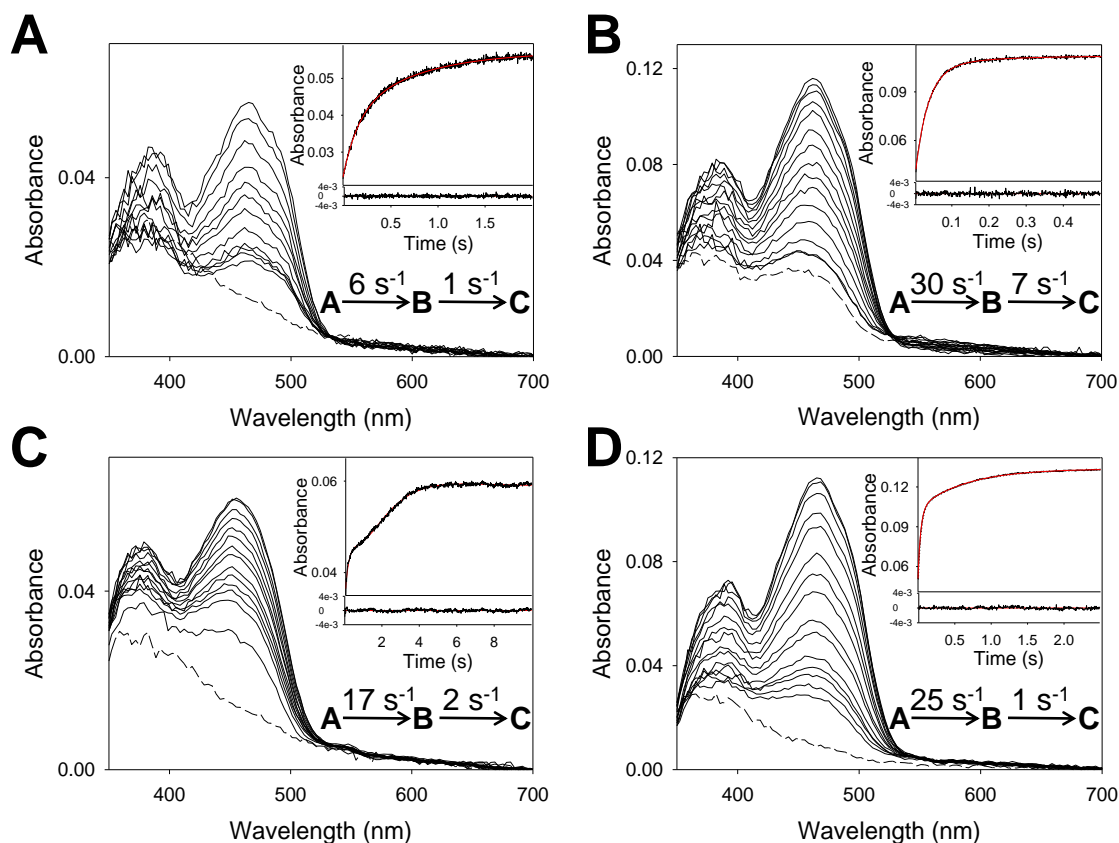 A
Absorbance
0.04
0.00
400 500 600 700
Wavelength (nm)
Absorbance
0.05
0.03
4e-3
0
-4e-3
0.5 1.0 1.5
Time (s)
A 6 s-1 B 1 s-1 C
B
Absorbance
0.12
0.08
0.04
0.00
400 500 600 700
Wavelength (nm)
Absorbance
0.09
0.06
4e-3
0
-4e-3
0.1 0.2 0.3 0.4
Time (s)
A 30 s-1 B 7 s-1 C
C
Absorbance
0.04
0.00
400 500 600 700
Wavelength (nm)
Absorbance
0.06
0.04
4e-3
0
-4e-3
2 4 6 8
Time (s)
A 17 s-1 B 2 s-1 C
D
Absorbance
0.12
0.08
0.04
0.00
400 500 600 700
Wavelength (nm)
Absorbance
0.12
0.09
0.06
4e-3
0
-4e-3
0.5 1.0 1.5 2.0
Time (s)
A 25 s-1 B 1 s-1 C